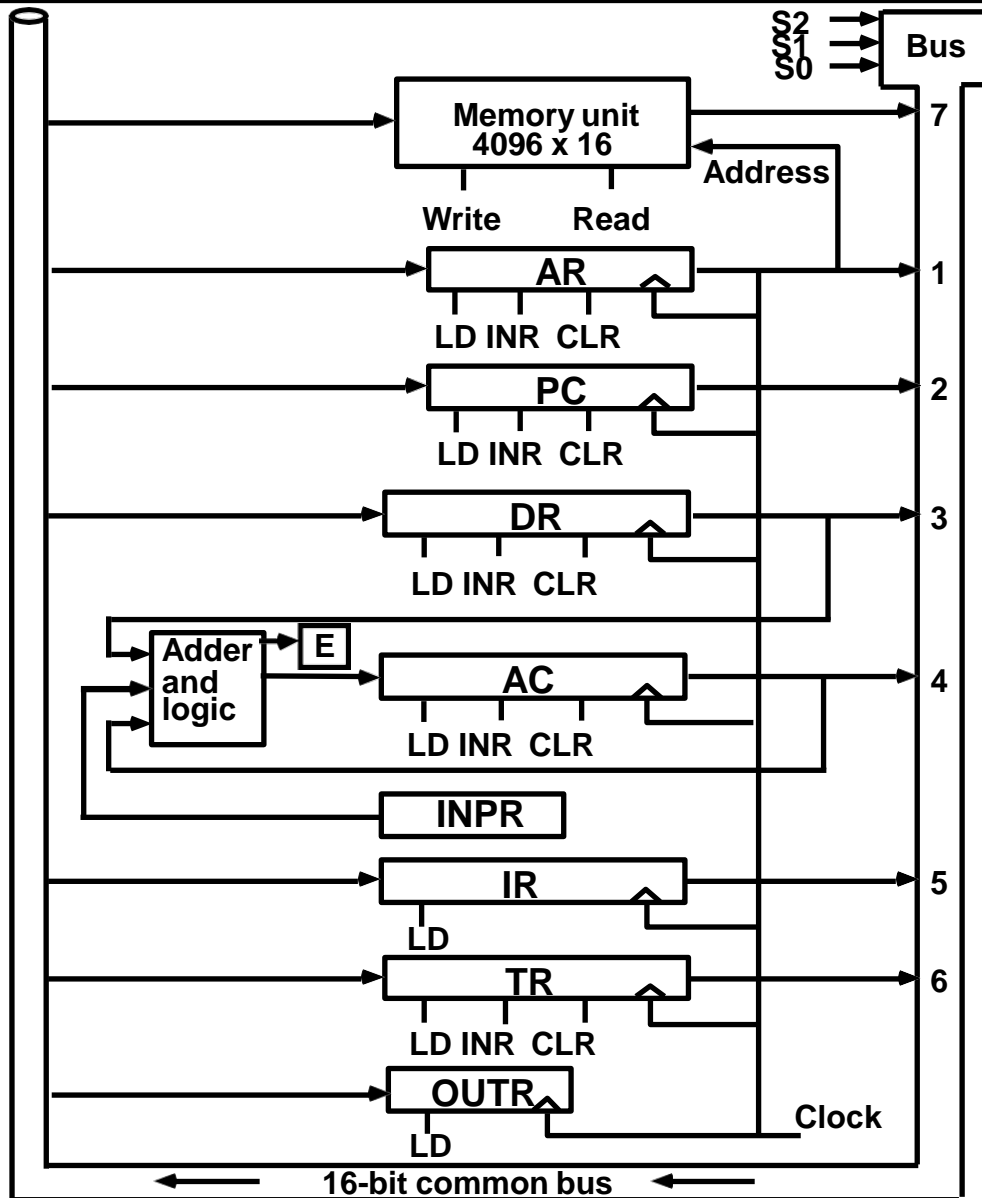 S2
S1
S0
Bus
Memory unit
4096 x 16
7
Address
Write Read
AR
1
LD INR CLR
PC
2
LD INR CLR
DR
3
LD INR CLR
Adder
and
logic
E
AC
4
LD INR CLR
INPR
IR
5
LD
TR
6
LD INR CLR
OUTR
LD
Clock
16-bit common bus